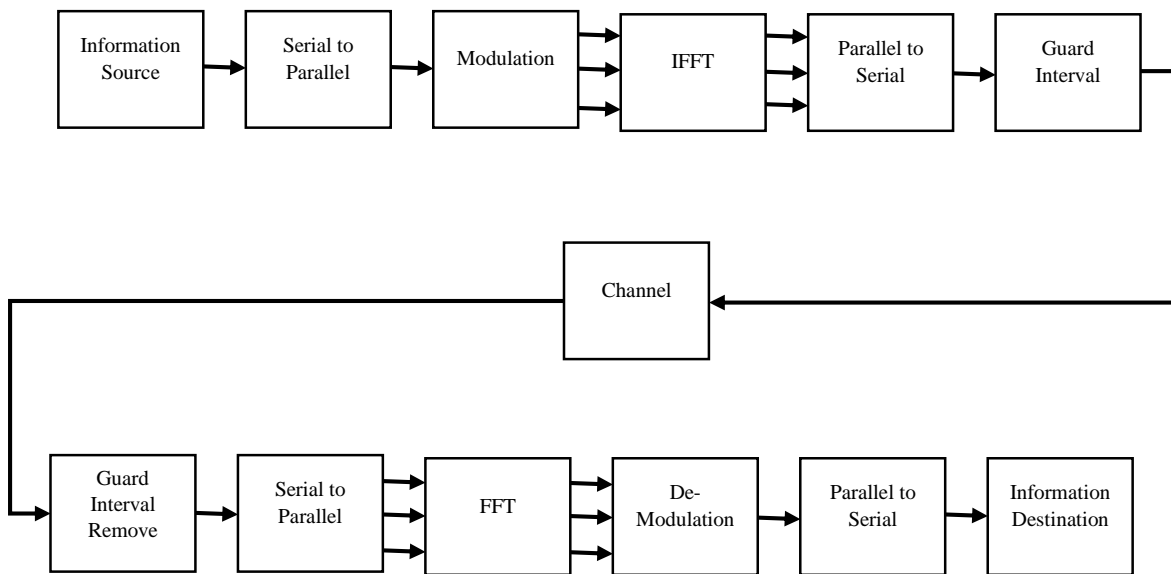 Information
Source
Serial to
Parallel
Modulation
IFFT
Parallel to
Serial
Guard
Interval
Channel
Guard
Interval
Remove
Serial to
Parallel
FFT
De-
Modulation
Parallel to
Serial
Information
Destination